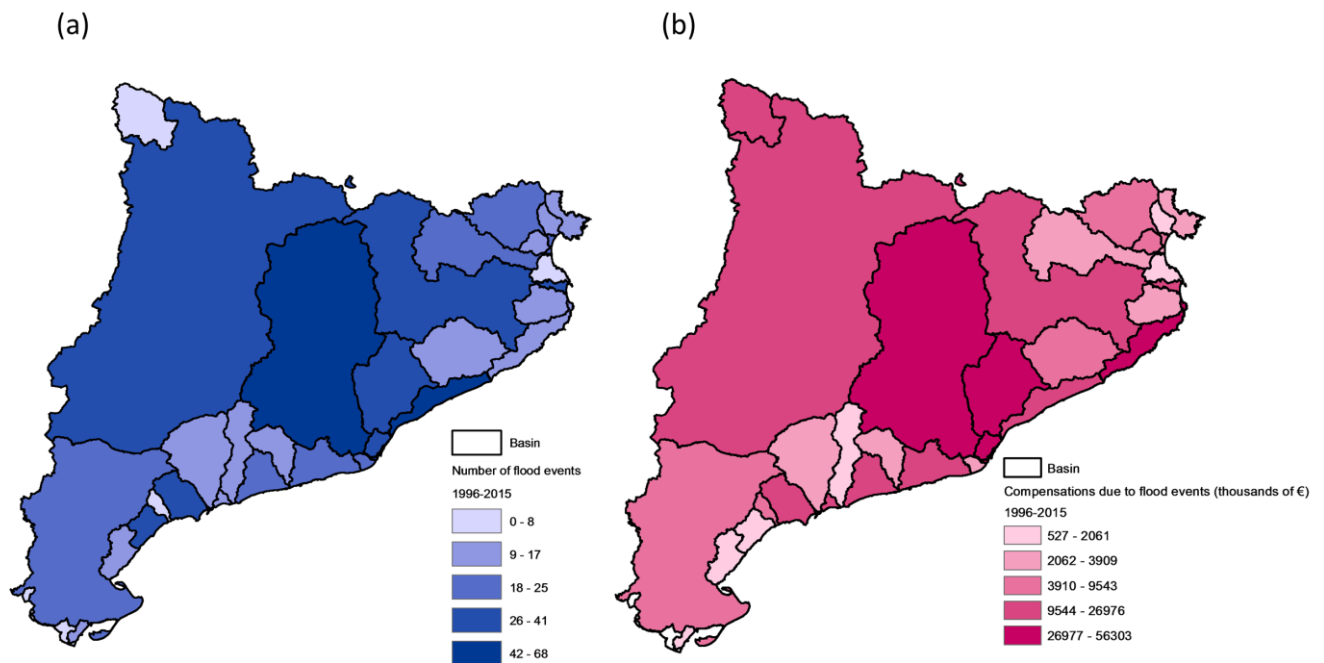 (a)
(b)
Basin
Number of flood events
1996-2015
0 - 8
9 - 17
18 - 25
26 - 41
42 - 68
Basin
Compensations due to flood events (thousands of €)
1996-2015
527 - 2061
2062 - 3909
3910 - 9543
9544 - 26976
26977 - 56303